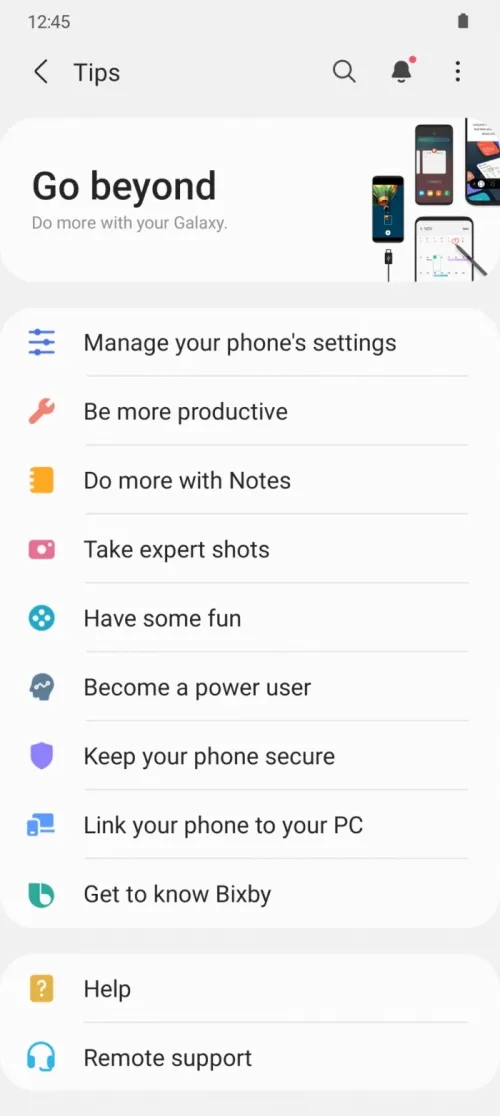 12:45
Tips
Go beyond
Do more with your Galaxy.
Manage your phone's settings
Be more productive
Do more with Notes
Take expert shots
Have some fun
Become a power user
Keep your phone secure
Link your phone to your PC
Get to know Bixby
?
Help
Remote support